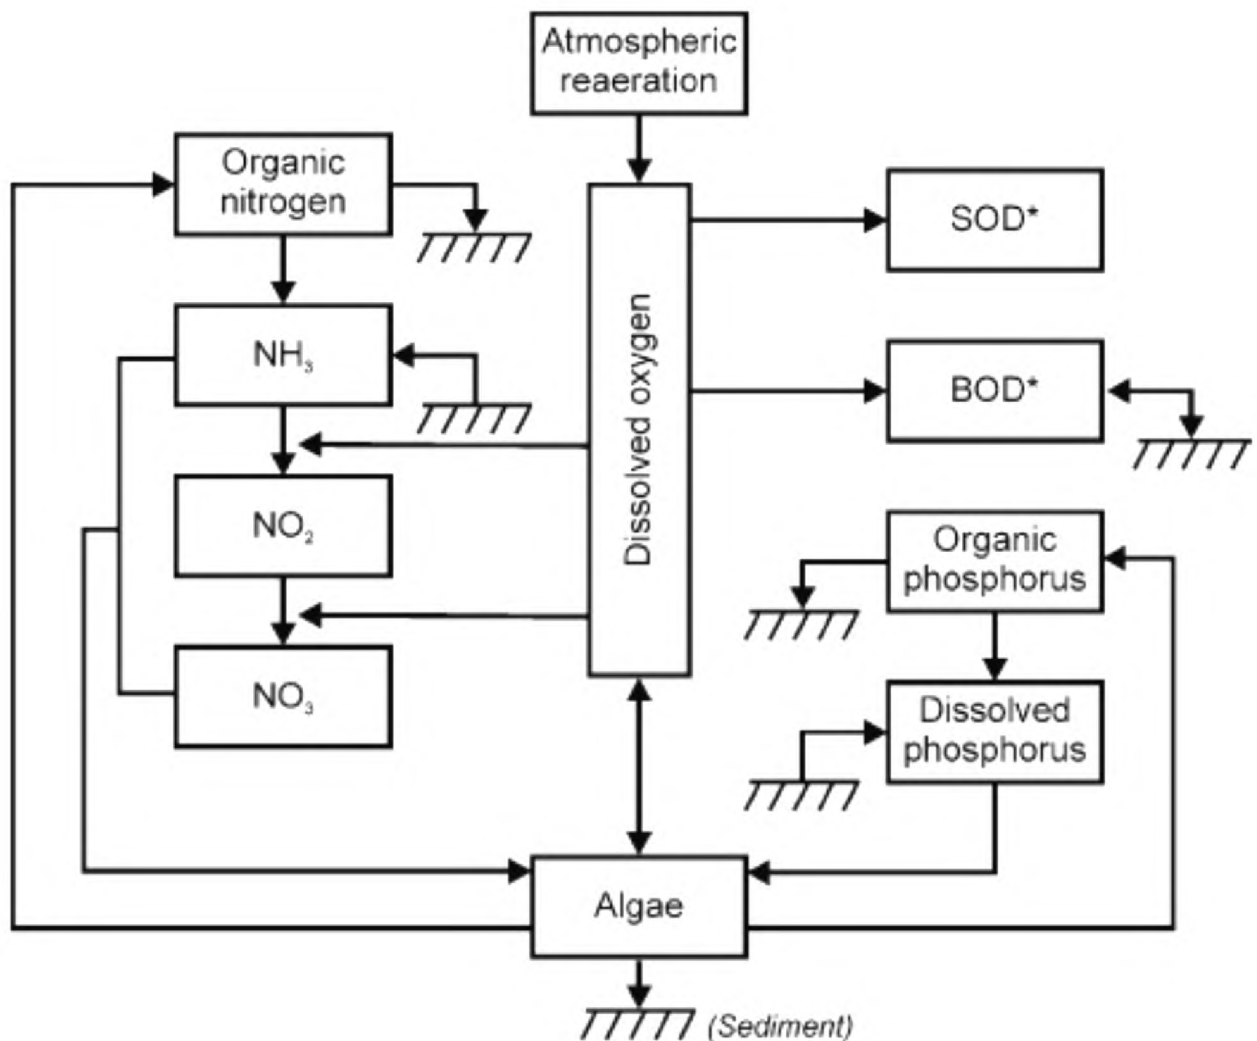 Atmospheric
reaeration
Organic
nitrogen
NH₃
NO₂
NO₃
Dissolved oxygen
SOD*
BOD*
Organic
phosphorus
Dissolved
phosphorus
Algae
(Sediment)